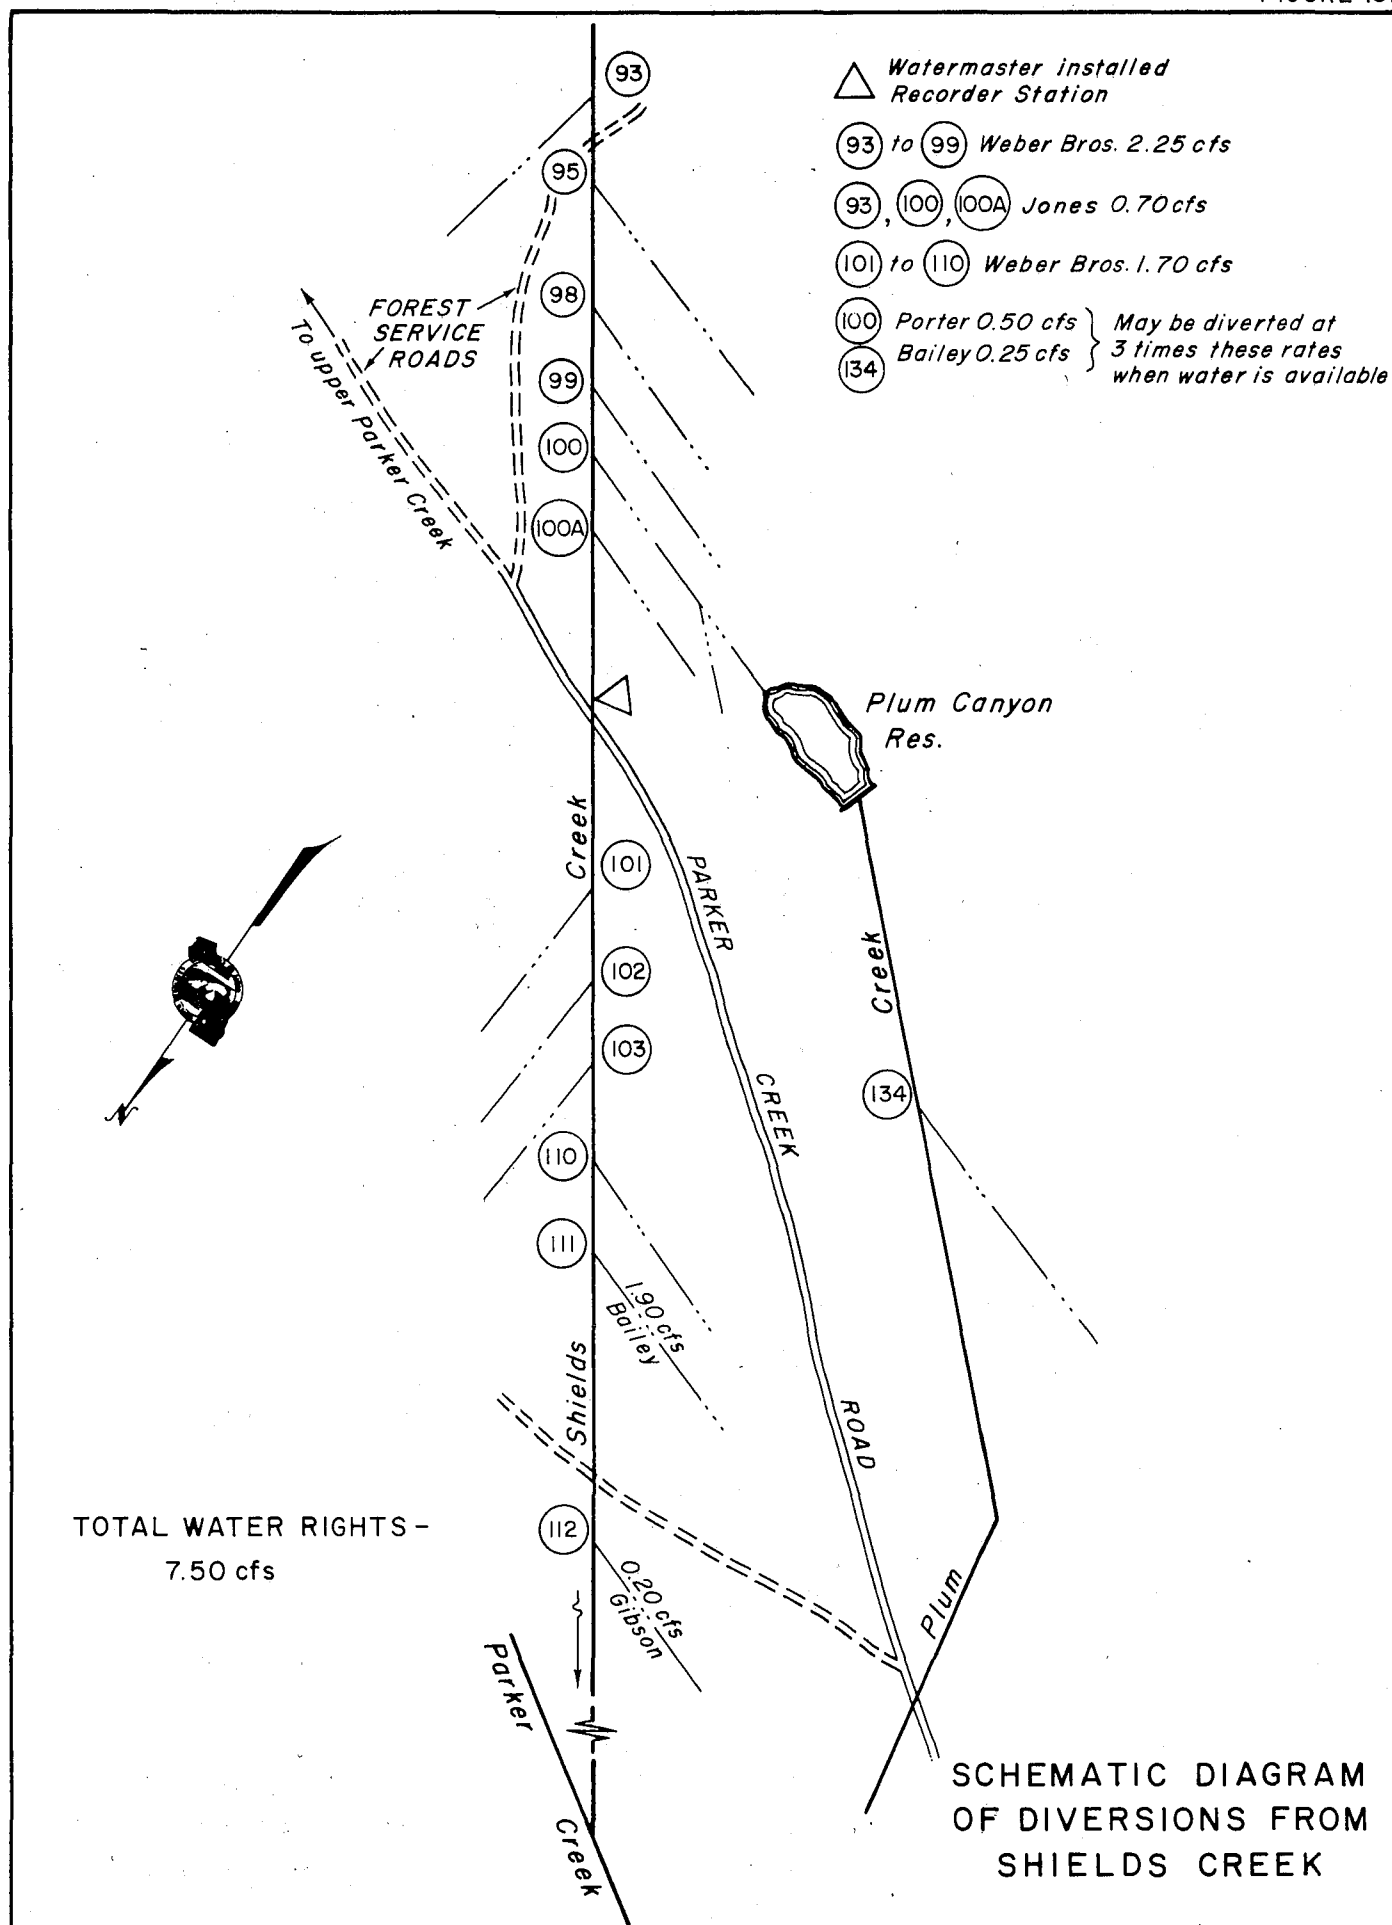 Watermaster installed
Recorder Station
93 to 99 Weber Bros. 2.25 cfs
93, 100, 100A Jones 0.70 cfs
101 to 110 Weber Bros. 1.70 cfs
100 Porter 0.50 cfs
134 Bailey 0.25 cfs
May be diverted at
3 times these rates
when water is available
93
95
98
FOREST
SERVICE
ROADS
To upper Parker Creek
99
100
100A
Plum Canyon
Res.
Shields Creek
101
PARKER CREEK ROAD
102
103
Plum Creek
134
110
111
1.90 cfs
Bailey
TOTAL WATER RIGHTS -
7.50 cfs
112
0.20 cfs
Gibson
Parker Creek
N
SCHEMATIC DIAGRAM
OF DIVERSIONS FROM
SHIELDS CREEK